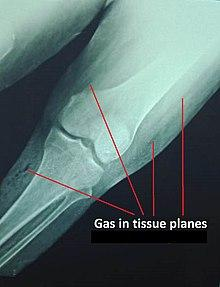 Gas in tissue planes